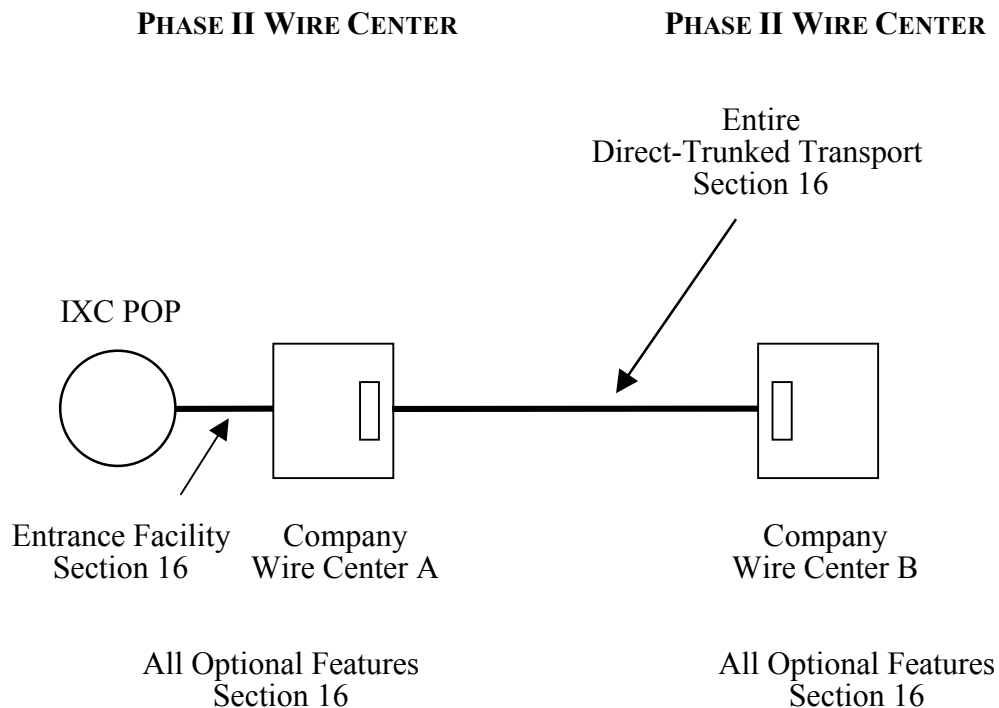 PHASE II WIRE CENTER
PHASE II WIRE CENTER
Entire
Direct-Trunked Transport
Section 16
IXC POP
Entrance Facility
Section 16
Company
Wire Center A
Company
Wire Center B
All Optional Features
Section 16
All Optional Features
Section 16